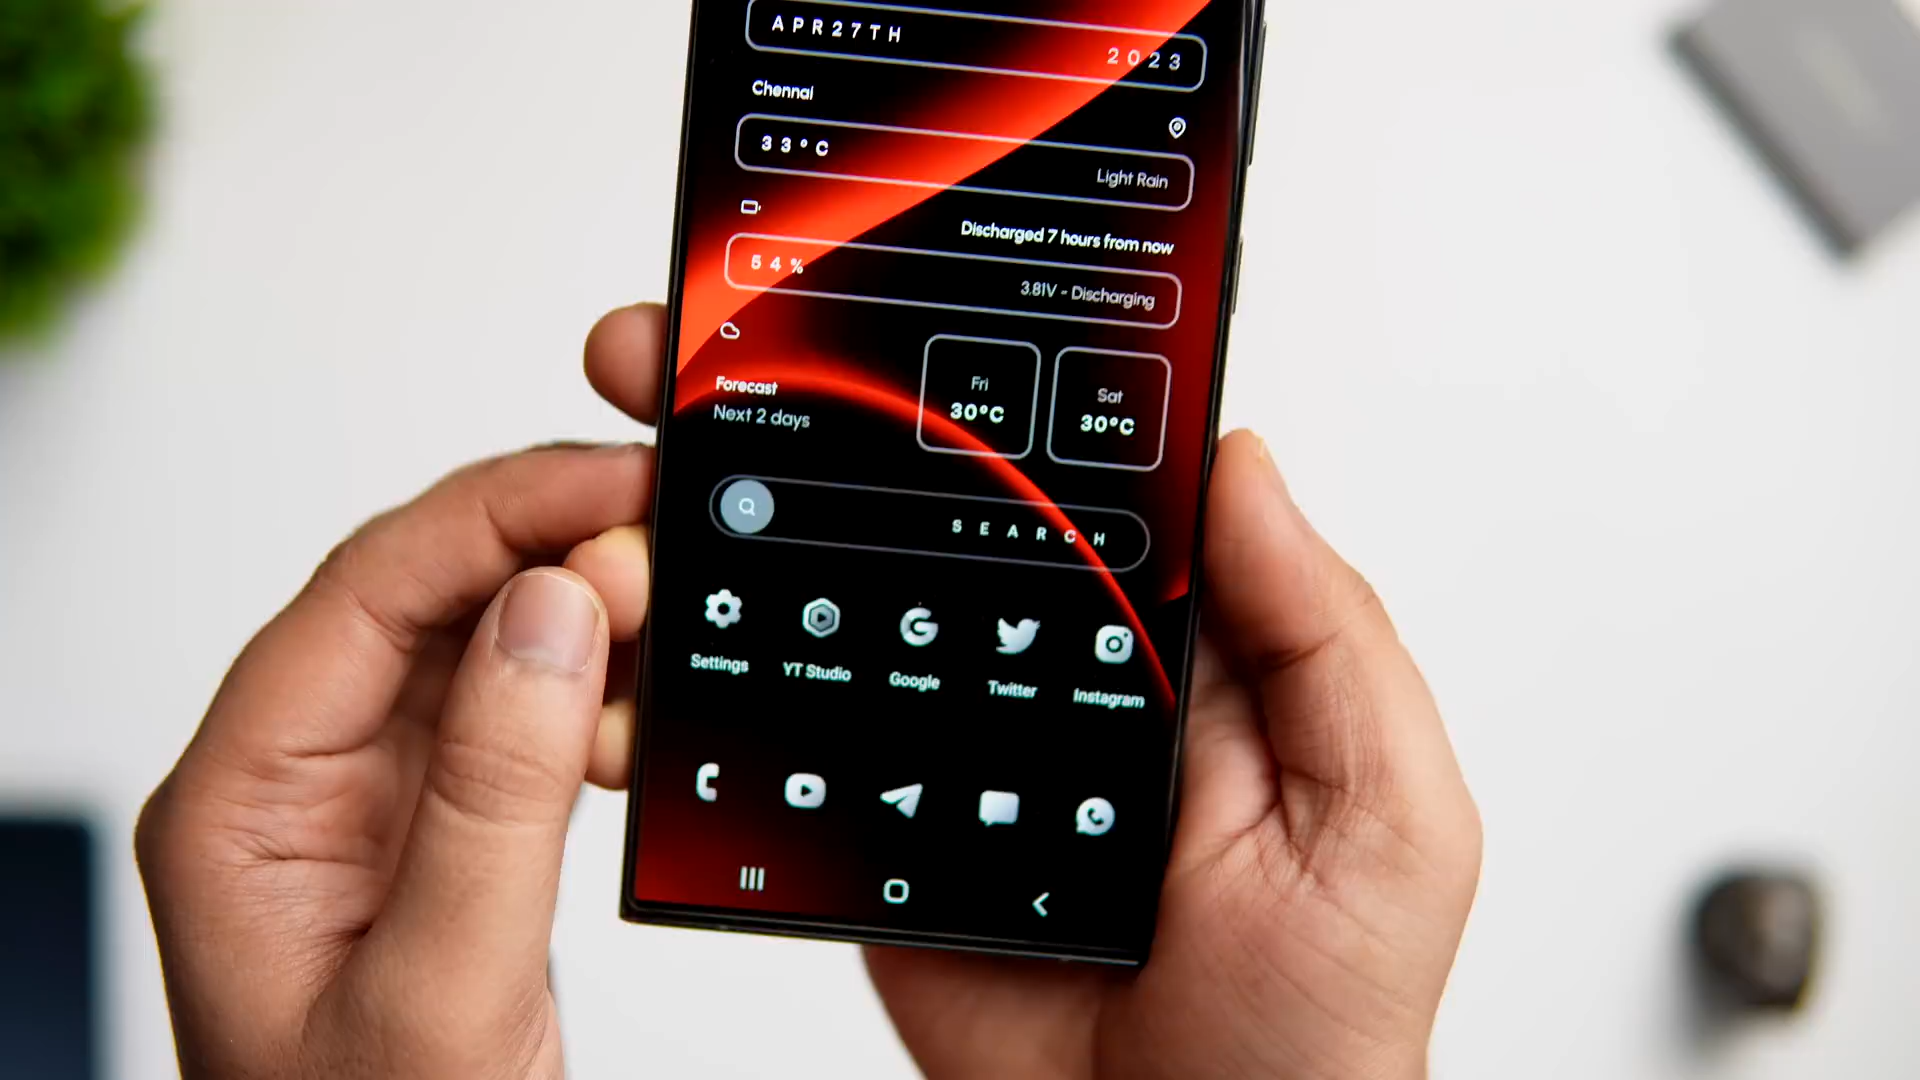 APR27TH
2023
Chennai
33°C
Light Rain
Discharged 7 hours from now
54%
3.81V - Discharging
Forecast
Next 2 days
Fri
30°C
Sat
30°C
SEARCH
Settings
YT Studio
Google
Twitter
Instagram